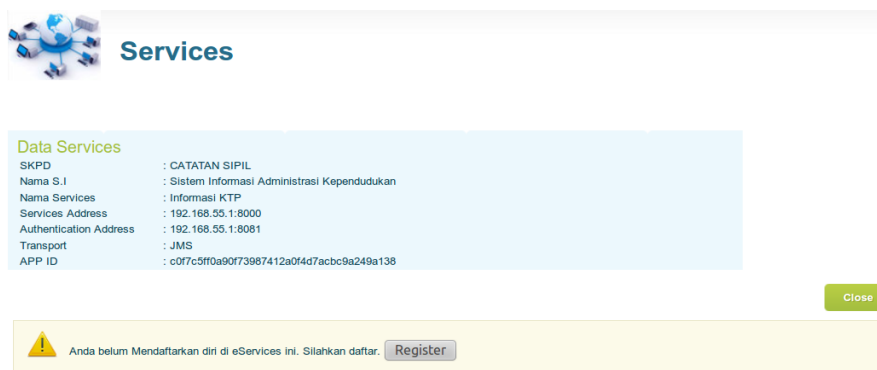 Services
Data Services
SKPD : CATATAN SIPIL
Nama S.I : Sistem Informasi Administrasi Kependudukan
Nama Services : Informasi KTP
Services Address : 192.168.55.1:8000
Authentication Address : 192.168.55.1:8081
Transport : JMS
APP ID : c0f7c5ff0a90f73987412a0f4d7acbc9a249a138
Close
Anda belum Mendaftarkan diri di eServices ini. Silahkan daftar. Register